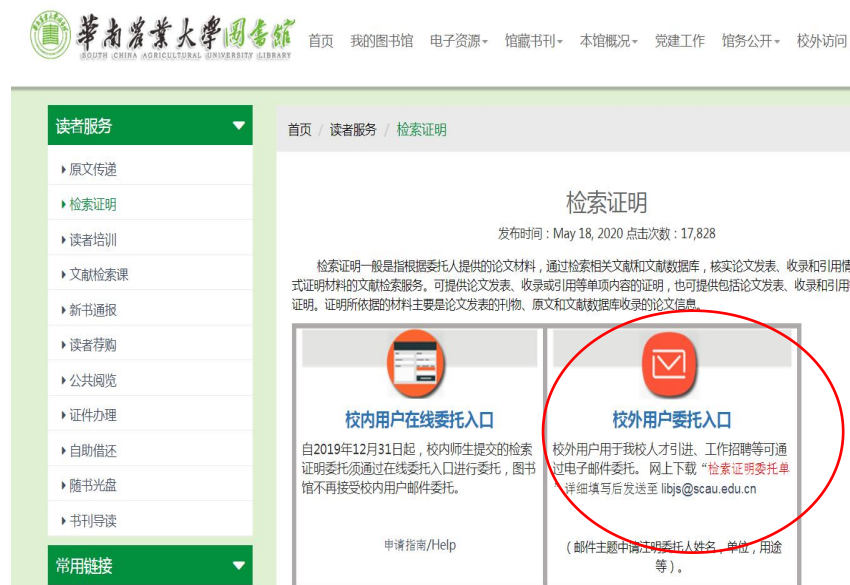 華南農業大學圖書館
SOUTH CHINA AGRICULTURAL UNIVERSITY LIBRARY
首页 我的图书馆 电子资源 馆藏书刊 本馆概况 党建工作 馆务公开 校外访问
读者服务
首页 / 读者服务 / 检索证明
原文传递
检索证明
读者培训
文献检索课
新书通报
读者荐购
公共阅览
证件办理
自助借还
随书光盘
书刊导读
常用链接
检索证明
发布时间：May 18, 2020 点击次数：17,828
检索证明一般是指根据委托人提供的论文材料，通过检索相关文献和文献数据库，核实论文发表、收录和引用情
式证明材料的文献检索服务。可提供论文发表、收录或引用等单项内容的证明，也可提供包括论文发表、收录和引用
证明。证明所依据的材料主要是论文发表的刊物、原文和文献数据库收录的论文信息。
校内用户在线委托入口
自2019年12月31日起，校内师生提交的检索
证明委托须通过在线委托入口进行委托，图书
馆不再接受校内用户邮件委托。
申请指南/Help
校外用户委托入口
校外用户用于我校人才引进、工作招聘等可通
过电子邮件委托。 网上下载“检索证明委托单
”详细填写后发送至 libjs@scau.edu.cn
（邮件主题中请注明委托人姓名，单位，用途
等）。